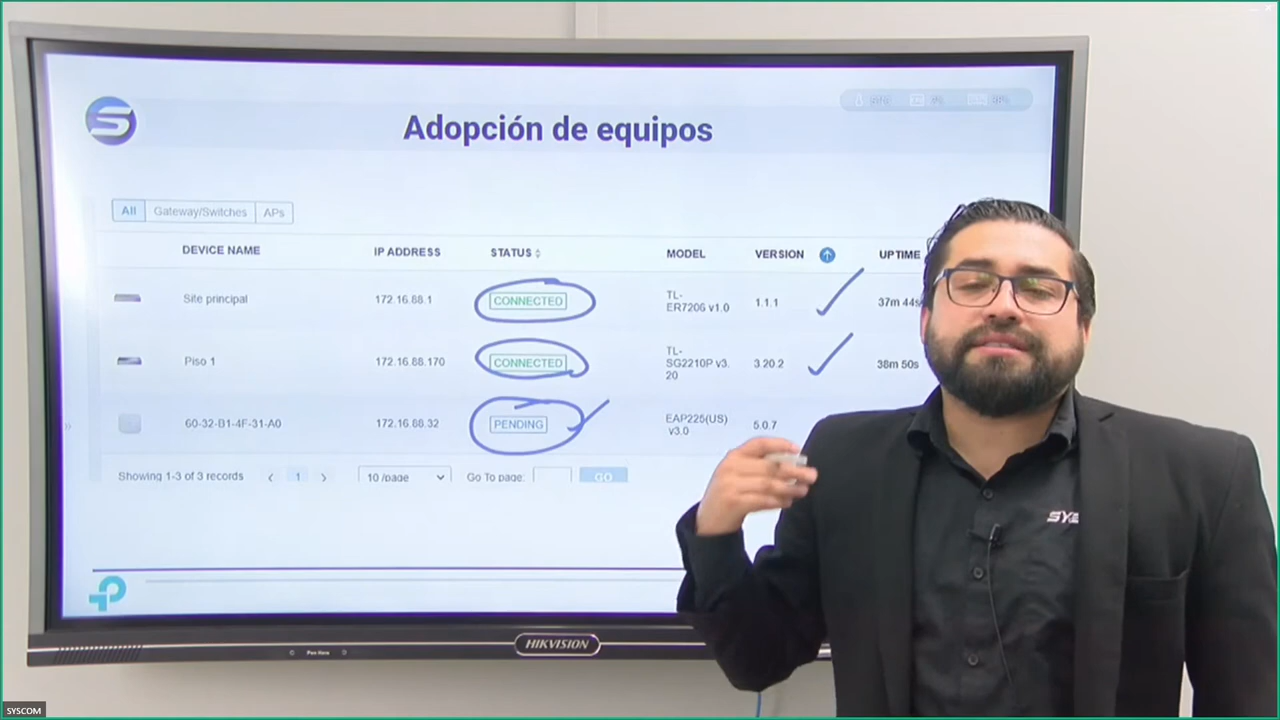 Adopción de equipos
All Gateway/Switches APs
DEVICE NAME IP ADDRESS STATUS MODEL VERSION UPTIME
Site principal 172.16.88.1 CONNECTED TL-ER7206 v1.0 1.1.1 37m 44s
Piso 1 172.16.88.170 CONNECTED TL-SG2210P v3.20 3.20.2 38m 50s
60-32-B1-4F-31-A0 172.16.88.32 PENDING EAP225(US) v3.0 5.0.7
Showing 1-3 of 3 records 1 10 /page Go To page: GO
HIKVISION
SYSCOM